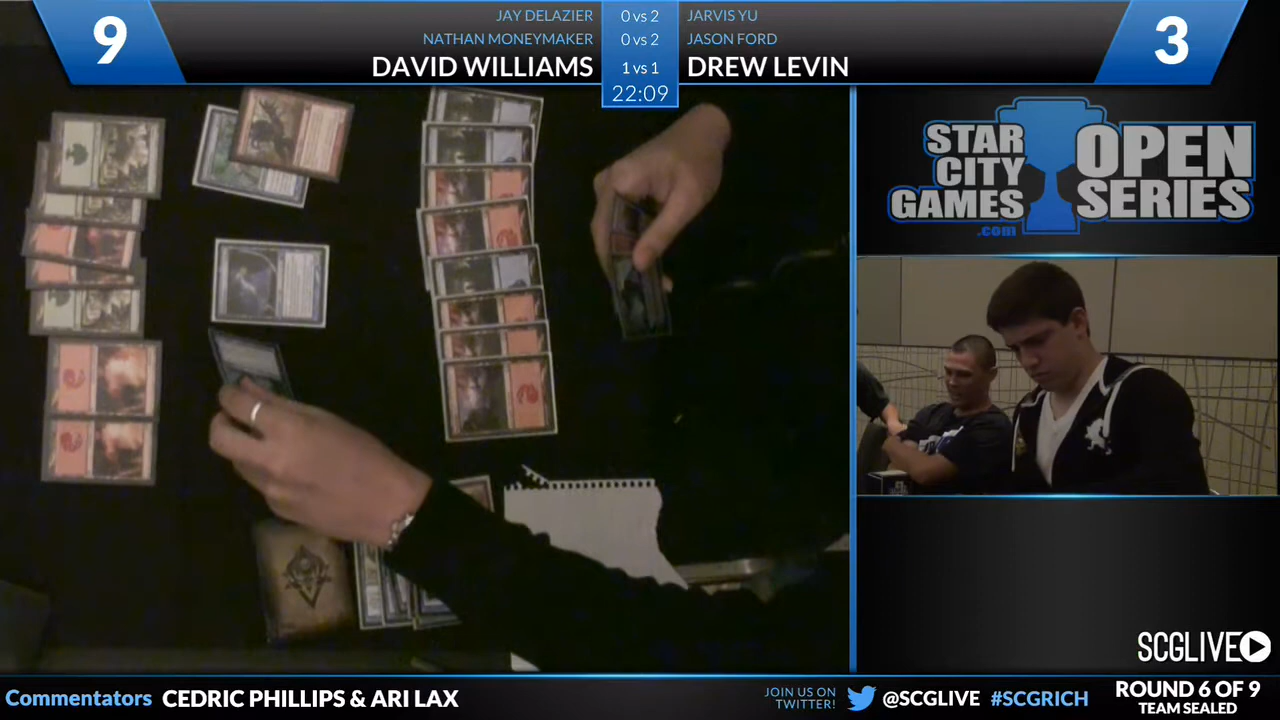 9
JAY DELAZIER 0 vs 2 JARVIS YU
NATHAN MONEYMAKER 0 vs 2 JASON FORD
DAVID WILLIAMS 1 vs 1 DREW LEVIN
22:09
3
STAR CITY GAMES .com
OPEN SERIES
SCGLIVE
Commentators CEDRIC PHILLIPS & ARI LAX
JOIN US ON TWITTER!
@SCGLIVE #SCGRICH
ROUND 6 OF 9
TEAM SEALED